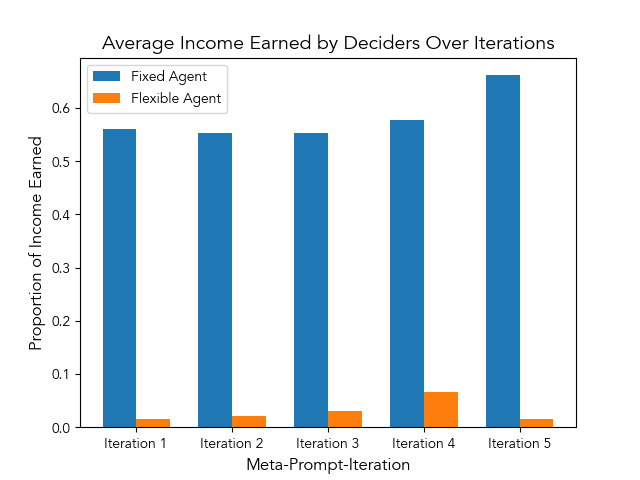 Average Income Earned by Deciders Over Iterations
Fixed Agent
Flexible Agent
Proportion of Income Earned
0.6
0.5
0.4
0.3
0.2
0.1
0.0
Iteration 1 Iteration 2 Iteration 3 Iteration 4 Iteration 5
Meta-Prompt-Iteration